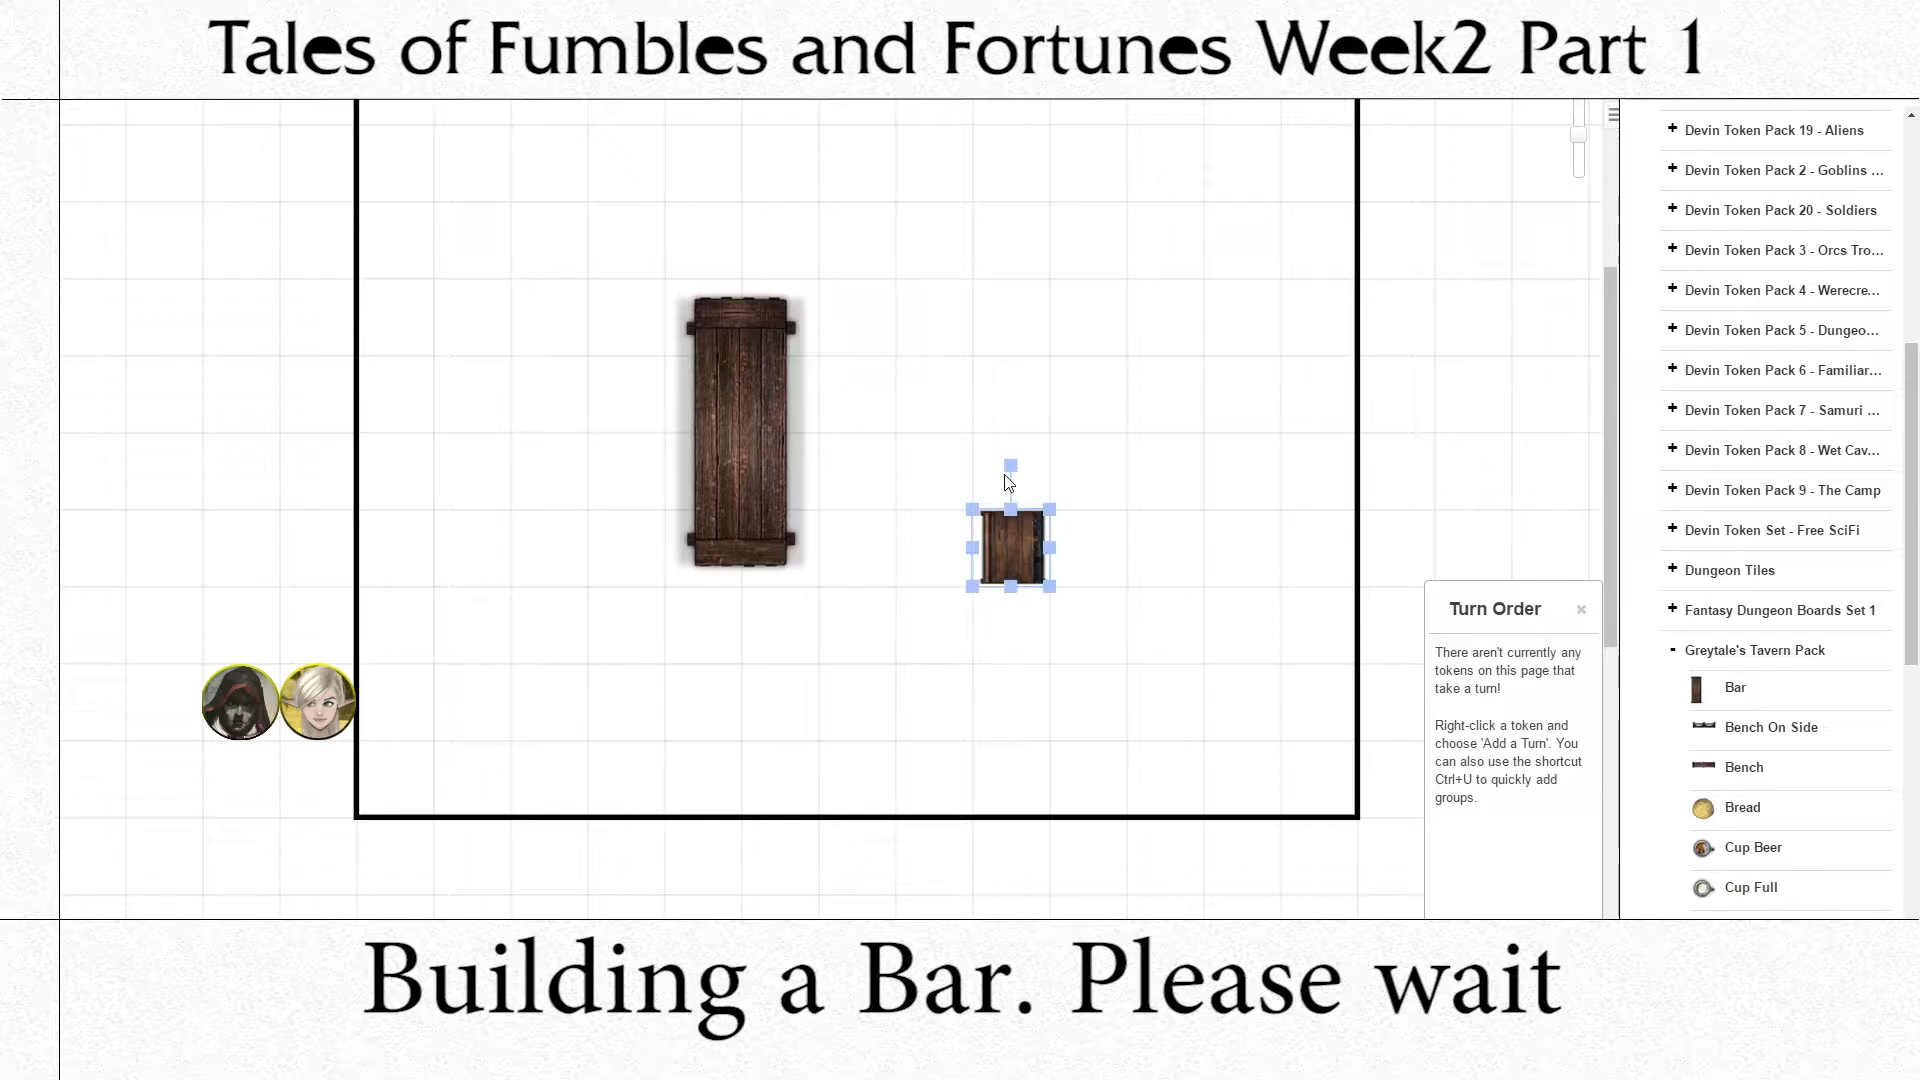 Tales of Fumbles and Fortunes Week2 Part 1
Devin Token Pack 19 - Aliens
Devin Token Pack 2 - Goblins ...
Devin Token Pack 20 - Soldiers
Devin Token Pack 3 - Orcs Tro...
Devin Token Pack 4 - Werecre...
Devin Token Pack 5 - Dungeo...
Devin Token Pack 6 - Familiar...
Devin Token Pack 7 - Samuri ...
Devin Token Pack 8 - Wet Cav...
Devin Token Pack 9 - The Camp
Devin Token Set - Free SciFi
Dungeon Tiles
Fantasy Dungeon Boards Set 1
Greytale's Tavern Pack
Bar
Bench On Side
Bench
Bread
Cup Beer
Cup Full
Turn Order
There aren't currently any
tokens on this page that
take a turn!
Right-click a token and
choose 'Add a Turn'. You
can also use the shortcut
Ctrl+U to quickly add
groups.
Building a Bar. Please wait